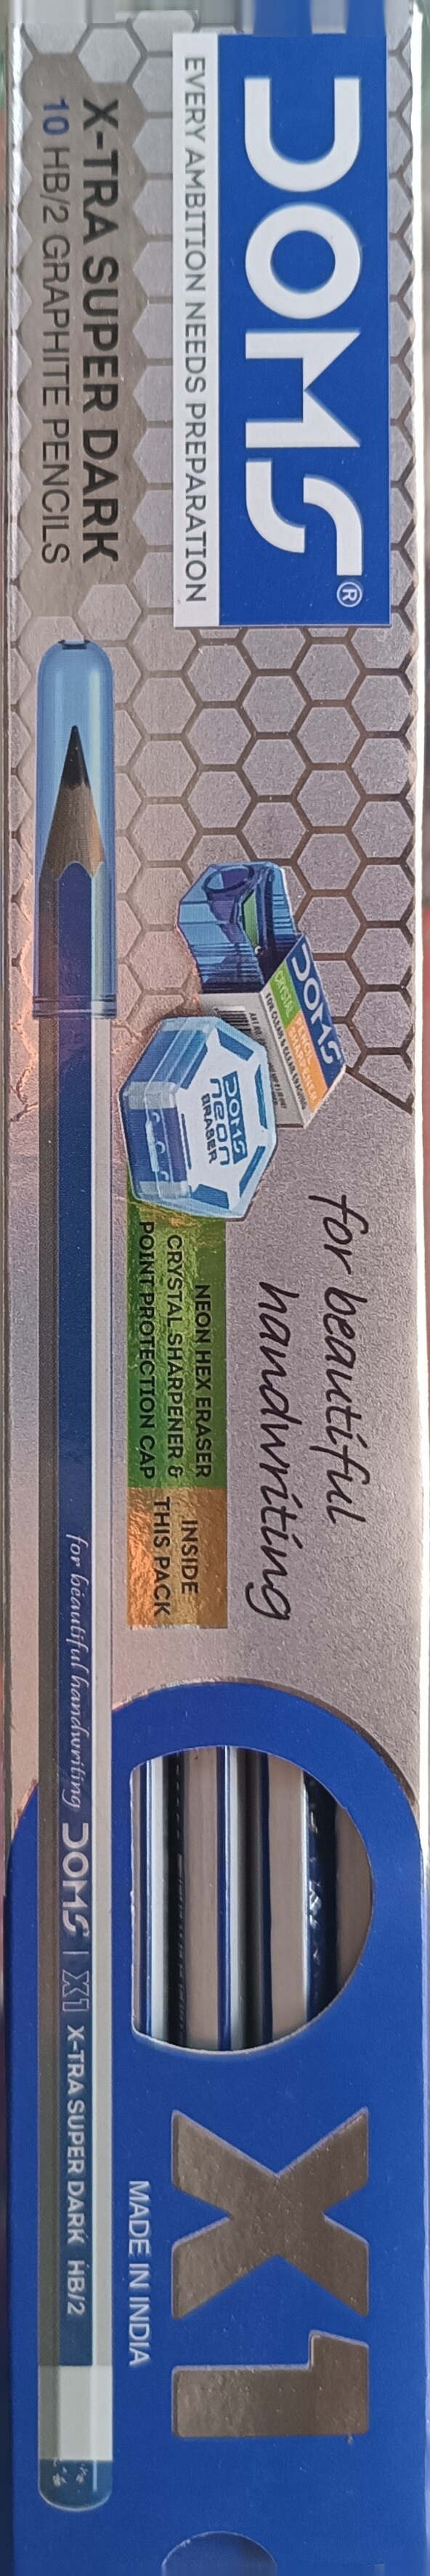 DOMS®
EVERY AMBITION NEEDS PREPARATION
X-TRA SUPER DARK
10 HB/2 GRAPHITE PENCILS
DOMS
CRYSTAL
DOMS
neon
ERASER
for beautiful
handwriting
NEON HEX ERASER
CRYSTAL SHARPENER &
POINT PROTECTION CAP
INSIDE
THIS PACK
for beautiful handwriting DOMS | X1 X-TRA SUPER DARK HB/2
X1
MADE IN INDIA